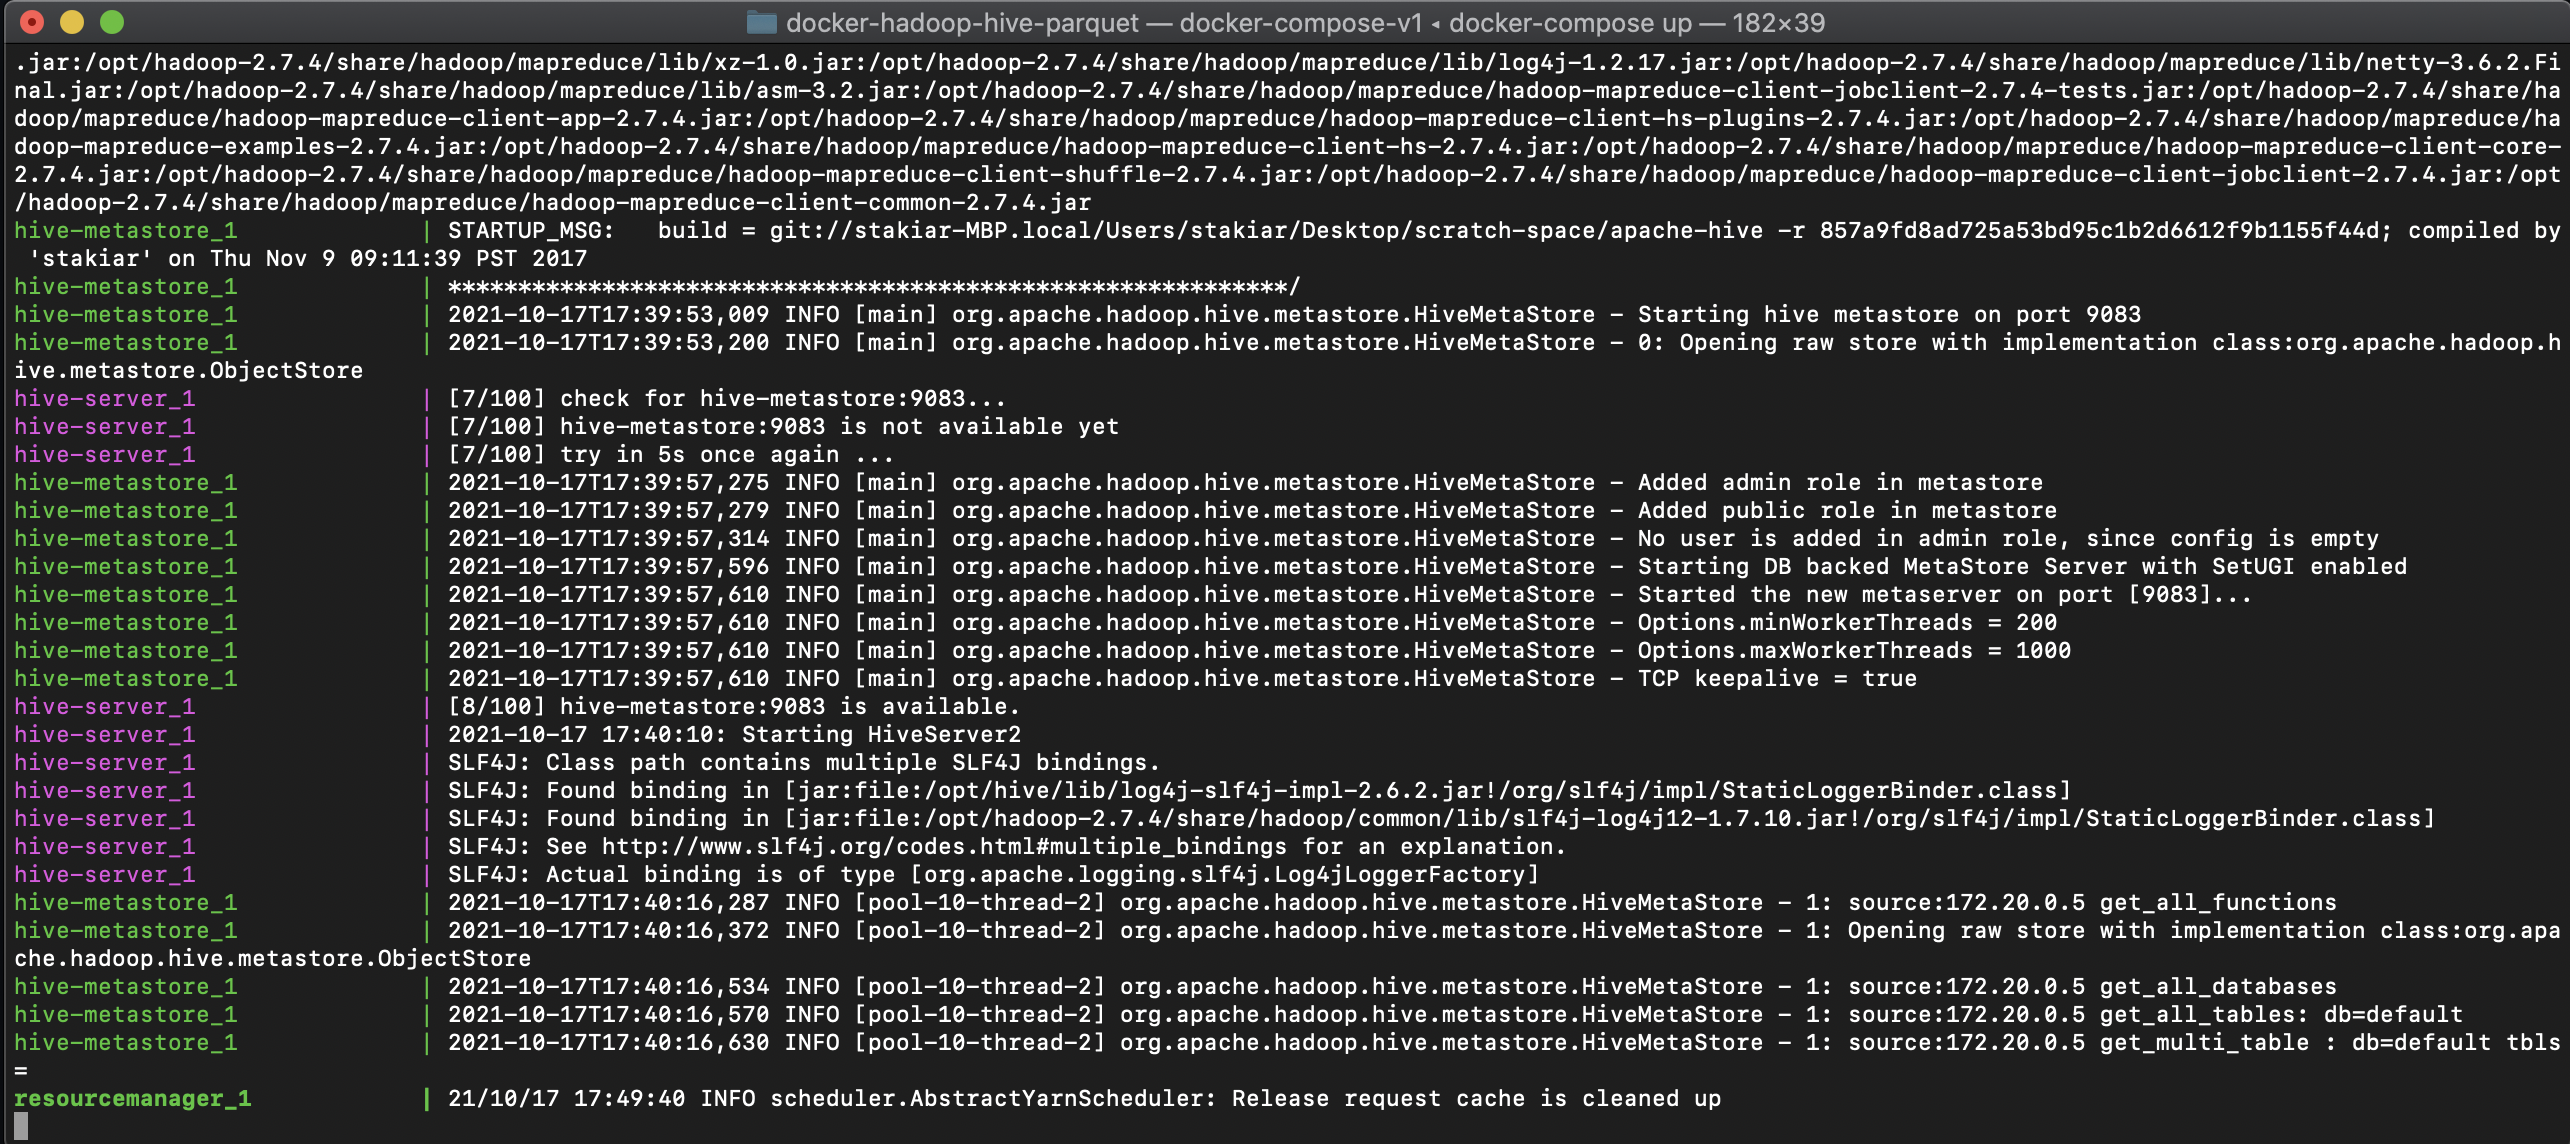 docker-hadoop-hive-parquet — docker-compose-v1 ◂ docker-compose up — 182×39
.jar:/opt/hadoop-2.7.4/share/hadoop/mapreduce/lib/xz-1.0.jar:/opt/hadoop-2.7.4/share/hadoop/mapreduce/lib/log4j-1.2.17.jar:/opt/hadoop-2.7.4/share/hadoop/mapreduce/lib/netty-3.6.2.Fi
nal.jar:/opt/hadoop-2.7.4/share/hadoop/mapreduce/lib/asm-3.2.jar:/opt/hadoop-2.7.4/share/hadoop/mapreduce/hadoop-mapreduce-client-jobclient-2.7.4-tests.jar:/opt/hadoop-2.7.4/share/ha
doop/mapreduce/hadoop-mapreduce-client-app-2.7.4.jar:/opt/hadoop-2.7.4/share/hadoop/mapreduce/hadoop-mapreduce-client-hs-plugins-2.7.4.jar:/opt/hadoop-2.7.4/share/hadoop/mapreduce/ha
doop-mapreduce-examples-2.7.4.jar:/opt/hadoop-2.7.4/share/hadoop/mapreduce/hadoop-mapreduce-client-hs-2.7.4.jar:/opt/hadoop-2.7.4/share/hadoop/mapreduce/hadoop-mapreduce-client-core-
2.7.4.jar:/opt/hadoop-2.7.4/share/hadoop/mapreduce/hadoop-mapreduce-client-shuffle-2.7.4.jar:/opt/hadoop-2.7.4/share/hadoop/mapreduce/hadoop-mapreduce-client-jobclient-2.7.4.jar:/opt
/hadoop-2.7.4/share/hadoop/mapreduce/hadoop-mapreduce-client-common-2.7.4.jar
hive-metastore_1 | STARTUP_MSG:   build = git://stakiar-MBP.local/Users/stakiar/Desktop/scratch-space/apache-hive -r 857a9fd8ad725a53bd95c1b2d6612f9b1155f44d; compiled by
 'stakiar' on Thu Nov 9 09:11:39 PST 2017
hive-metastore_1 | ************************************************************/
hive-metastore_1 | 2021-10-17T17:39:53,009 INFO [main] org.apache.hadoop.hive.metastore.HiveMetaStore - Starting hive metastore on port 9083
hive-metastore_1 | 2021-10-17T17:39:53,200 INFO [main] org.apache.hadoop.hive.metastore.HiveMetaStore - 0: Opening raw store with implementation class:org.apache.hadoop.h
ive.metastore.ObjectStore
hive-server_1 | [7/100] check for hive-metastore:9083...
hive-server_1 | [7/100] hive-metastore:9083 is not available yet
hive-server_1 | [7/100] try in 5s once again ...
hive-metastore_1 | 2021-10-17T17:39:57,275 INFO [main] org.apache.hadoop.hive.metastore.HiveMetaStore - Added admin role in metastore
hive-metastore_1 | 2021-10-17T17:39:57,279 INFO [main] org.apache.hadoop.hive.metastore.HiveMetaStore - Added public role in metastore
hive-metastore_1 | 2021-10-17T17:39:57,314 INFO [main] org.apache.hadoop.hive.metastore.HiveMetaStore - No user is added in admin role, since config is empty
hive-metastore_1 | 2021-10-17T17:39:57,596 INFO [main] org.apache.hadoop.hive.metastore.HiveMetaStore - Starting DB backed MetaStore Server with SetUGI enabled
hive-metastore_1 | 2021-10-17T17:39:57,610 INFO [main] org.apache.hadoop.hive.metastore.HiveMetaStore - Started the new metaserver on port [9083]...
hive-metastore_1 | 2021-10-17T17:39:57,610 INFO [main] org.apache.hadoop.hive.metastore.HiveMetaStore - Options.minWorkerThreads = 200
hive-metastore_1 | 2021-10-17T17:39:57,610 INFO [main] org.apache.hadoop.hive.metastore.HiveMetaStore - Options.maxWorkerThreads = 1000
hive-metastore_1 | 2021-10-17T17:39:57,610 INFO [main] org.apache.hadoop.hive.metastore.HiveMetaStore - TCP keepalive = true
hive-server_1 | [8/100] hive-metastore:9083 is available.
hive-server_1 | 2021-10-17 17:40:10: Starting HiveServer2
hive-server_1 | SLF4J: Class path contains multiple SLF4J bindings.
hive-server_1 | SLF4J: Found binding in [jar:file:/opt/hive/lib/log4j-slf4j-impl-2.6.2.jar!/org/slf4j/impl/StaticLoggerBinder.class]
hive-server_1 | SLF4J: Found binding in [jar:file:/opt/hadoop-2.7.4/share/hadoop/common/lib/slf4j-log4j12-1.7.10.jar!/org/slf4j/impl/StaticLoggerBinder.class]
hive-server_1 | SLF4J: See http://www.slf4j.org/codes.html#multiple_bindings for an explanation.
hive-server_1 | SLF4J: Actual binding is of type [org.apache.logging.slf4j.Log4jLoggerFactory]
hive-metastore_1 | 2021-10-17T17:40:16,287 INFO [pool-10-thread-2] org.apache.hadoop.hive.metastore.HiveMetaStore - 1: source:172.20.0.5 get_all_functions
hive-metastore_1 | 2021-10-17T17:40:16,372 INFO [pool-10-thread-2] org.apache.hadoop.hive.metastore.HiveMetaStore - 1: Opening raw store with implementation class:org.apa
che.hadoop.hive.metastore.ObjectStore
hive-metastore_1 | 2021-10-17T17:40:16,534 INFO [pool-10-thread-2] org.apache.hadoop.hive.metastore.HiveMetaStore - 1: source:172.20.0.5 get_all_databases
hive-metastore_1 | 2021-10-17T17:40:16,570 INFO [pool-10-thread-2] org.apache.hadoop.hive.metastore.HiveMetaStore - 1: source:172.20.0.5 get_all_tables: db=default
hive-metastore_1 | 2021-10-17T17:40:16,630 INFO [pool-10-thread-2] org.apache.hadoop.hive.metastore.HiveMetaStore - 1: source:172.20.0.5 get_multi_table : db=default tbls
=
resourcemanager_1 | 21/10/17 17:49:40 INFO scheduler.AbstractYarnScheduler: Release request cache is cleaned up